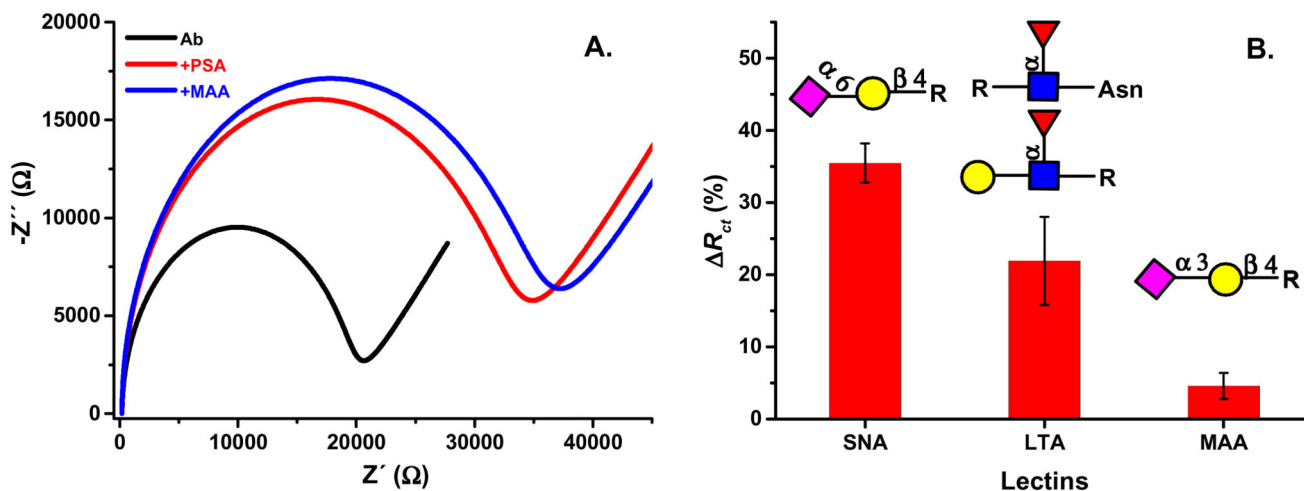 A.
Ab
+PSA
+MAA
20000
15000
10000
5000
0
-Z´´ (Ω)
0 10000 20000 30000 40000
Z´ (Ω)
B.
50
40
30
20
10
0
ΔRct (%)
α 6 β 4 R
α
R Asn
α
R
α 3 β 4 R
SNA LTA MAA
Lectins